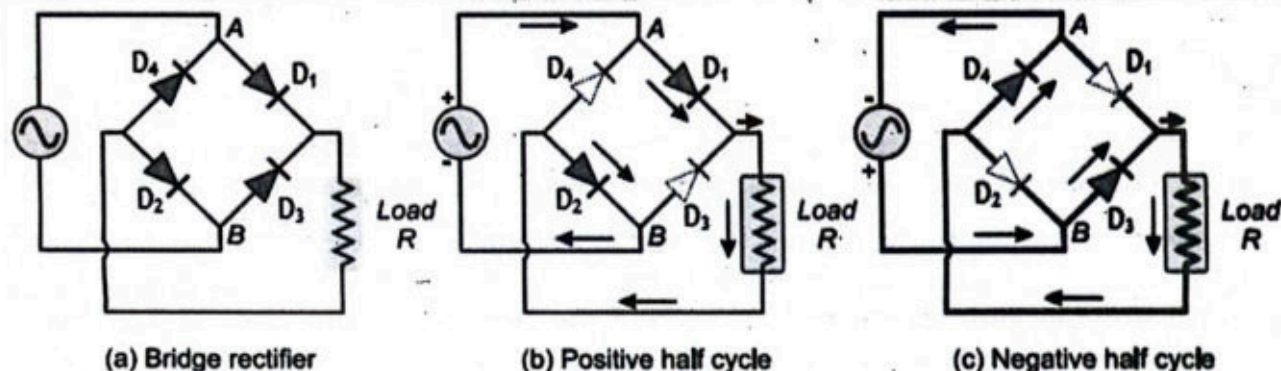 A
D₄
D₁
D₂
D₃
B
Load
R
(a) Bridge rectifier
A
D₄
D₁
+
-
D₂
D₃
B
Load
R
(b) Positive half cycle
A
D₄
D₁
-
+
D₂
D₃
B
Load
R
(c) Negative half cycle